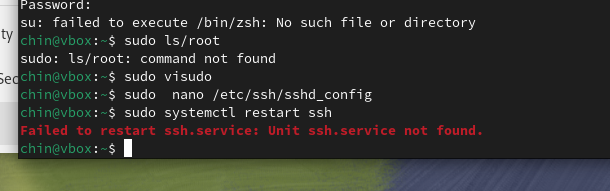 Password:
su: failed to execute /bin/zsh: No such file or directory
ty
chin@vbox:~$ sudo ls/root
sudo: ls/root: command not found
Sec
chin@vbox:~$ sudo visudo
chin@vbox:~$ sudo  nano /etc/ssh/sshd_config
chin@vbox:~$ sudo systemctl restart ssh
Failed to restart ssh.service: Unit ssh.service not found.
chin@vbox:~$